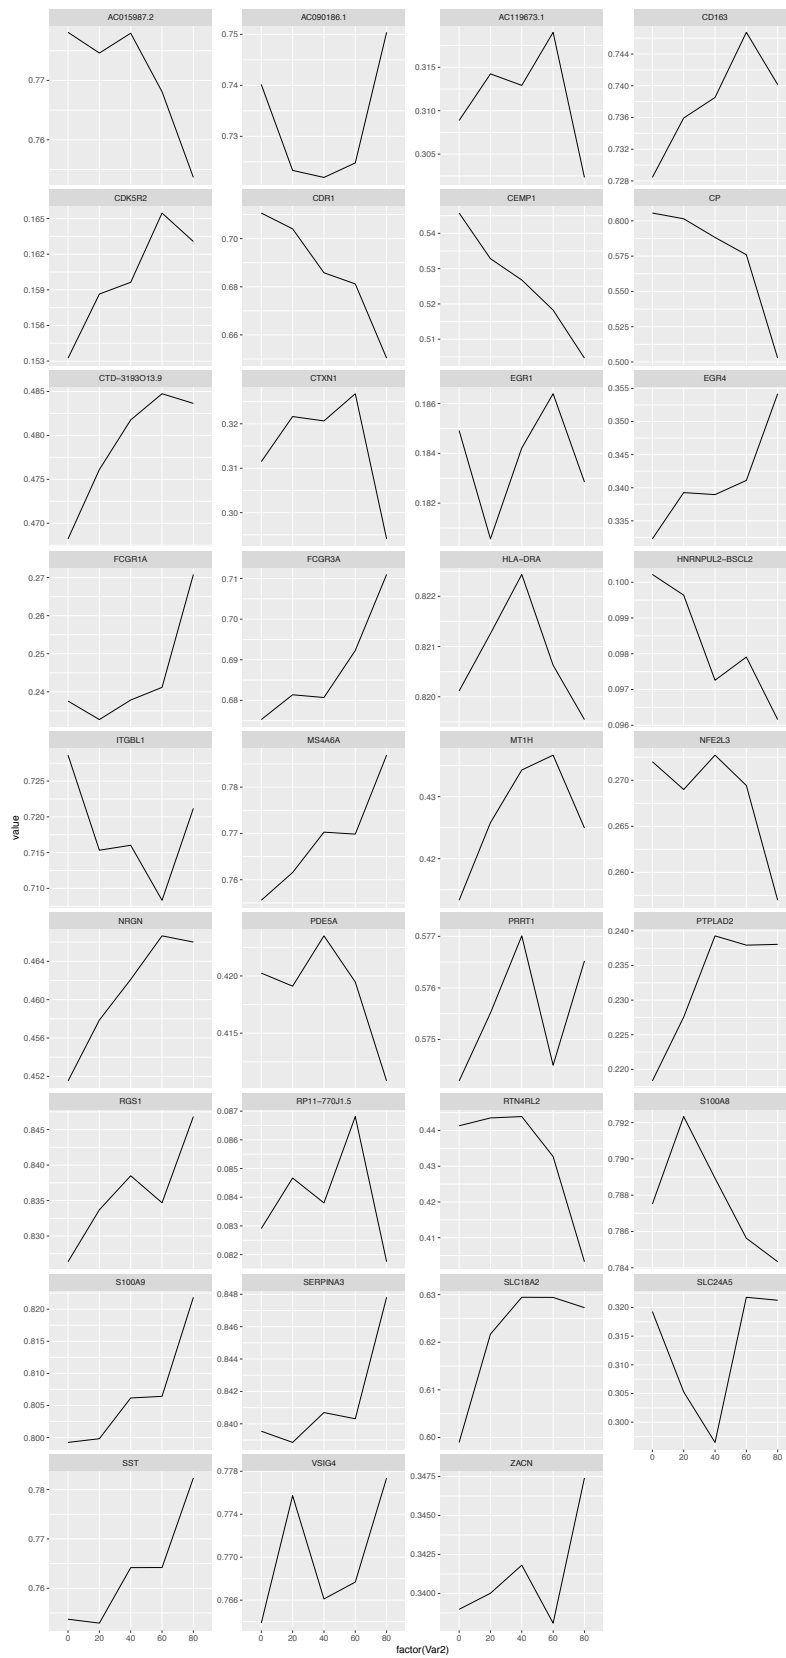 AC015987.2 AC090186.1 AC119673.1 CD163
0.77 0.76
0.75 0.74 0.73
0.315 0.310 0.305
0.744 0.740 0.736 0.732 0.728
CDK5R2 CDR1 CEMP1 CP
0.165 0.162 0.159 0.156 0.153
0.70 0.68 0.66
0.54 0.53 0.52 0.51
0.600 0.575 0.550 0.525 0.500
CTD−3193O13.9 CTXN1 EGR1 EGR4
0.485 0.480 0.475 0.470
0.32 0.31 0.30
0.186 0.184 0.182
0.355 0.350 0.345 0.340 0.335
FCGR1A FCGR3A HLA−DRA HNRNPUL2−BSCL2
0.27 0.26 0.25 0.24
0.71 0.70 0.69 0.68
0.822 0.821 0.820
0.100 0.099 0.098 0.097 0.096
ITGBL1 MS4A6A MT1H NFE2L3
0.725 0.720 0.715 0.710
0.78 0.77 0.76
0.43 0.42
0.270 0.265 0.260
value
NRGN PDE5A PRRT1 PTPLAD2
0.464 0.460 0.456 0.452
0.420 0.415
0.577 0.576 0.575
0.240 0.235 0.230 0.225 0.220
RGS1 RP11−770J1.5 RTN4RL2 S100A8
0.845 0.840 0.835 0.830
0.087 0.086 0.085 0.084 0.083 0.082
0.44 0.43 0.42 0.41
0.792 0.790 0.788 0.786 0.784
S100A9 SERPINA3 SLC18A2 SLC24A5
0.820 0.815 0.810 0.805 0.800
0.848 0.846 0.844 0.842 0.840
0.63 0.62 0.61 0.60
0.320 0.315 0.310 0.305 0.300
0 20 40 60 80
SST VSIG4 ZACN
0.78 0.77 0.76
0.778 0.774 0.770 0.766
0.3475 0.3450 0.3425 0.3400
0 20 40 60 80 0 20 40 60 80 0 20 40 60 80
factor(Var2)